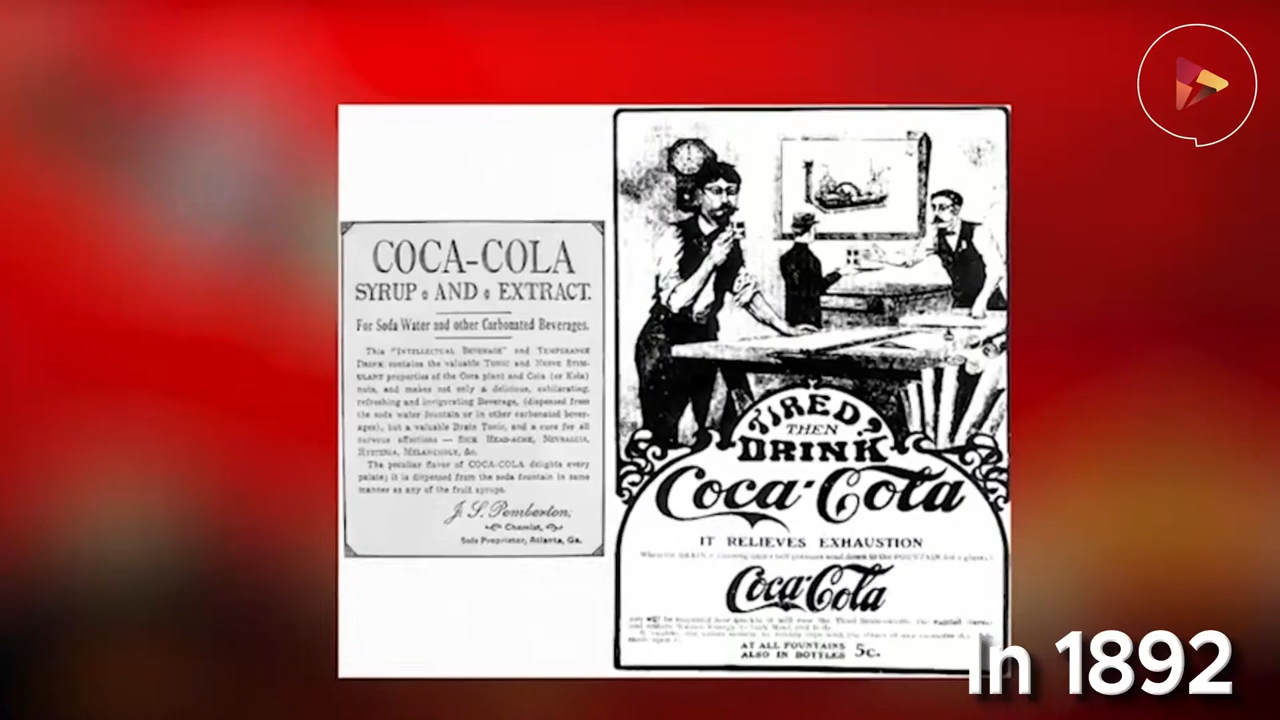 COCA-COLA
SYRUP AND EXTRACT.
For Soda Water and other Carbonated Beverages.
This "INTELLECTUAL BEVERAGE" and TEMPERANCE
DRINK contains the valuable TONIC and NERVE STIM-
ULANT properties of the Coca plant and Cola (or Kola)
nuts, and makes not only a delicious, exhilarating,
refreshing and invigorating Beverage, (dispensed from
the soda water fountain or in other carbonated bever-
ages), but a valuable Brain Tonic, and a cure for all
nervous affections — SICK HEAD-ACHE, NEURALGIA,
HYSTERIA, MELANCHOLY, &c.
The peculiar flavor of COCA-COLA delights every
palate; it is dispensed from the soda fountain in same
manner as any of the fruit syrups.
J. S. Pemberton;
Chemist,
Sole Proprietor, Atlanta, Ga.
TIRED?
THEN
DRINK
Coca-Cola
IT RELIEVES EXHAUSTION
Coca-Cola
AT ALL FOUNTAINS
ALSO IN BOTTLES 5c.
In 1892